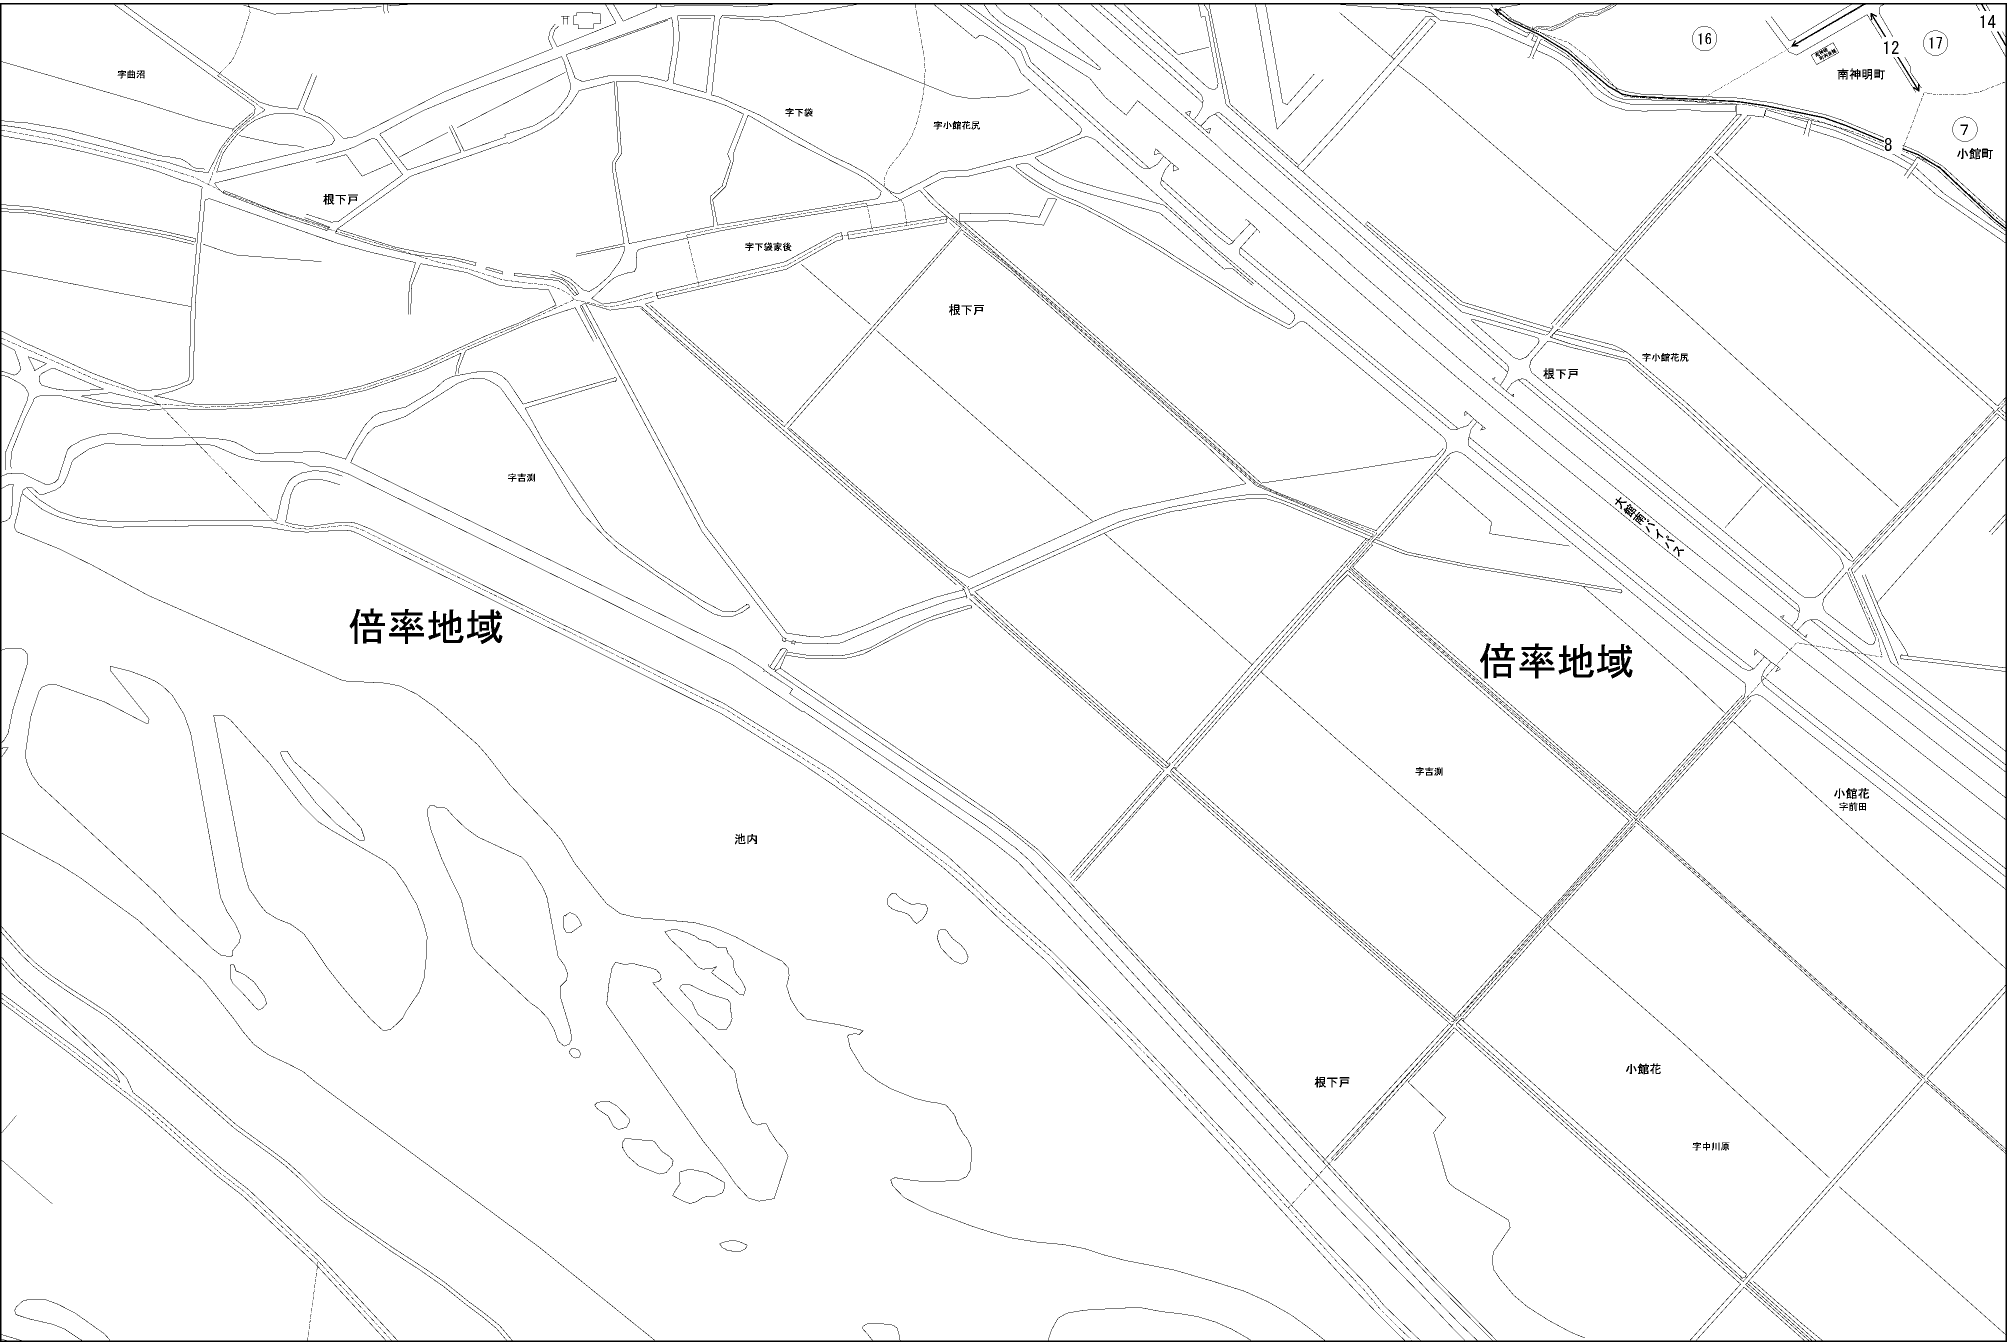 14
16
17
12
南神明町
字曲沼
字下袋
字小館花尻
8
7
小館町
根下戸
字下袋家後
根下戸
字小館花尻
根下戸
字吉渕
大館南バイパス
倍率地域
倍率地域
字吉渕
小館花
字前田
池内
根下戸
小館花
字中川原